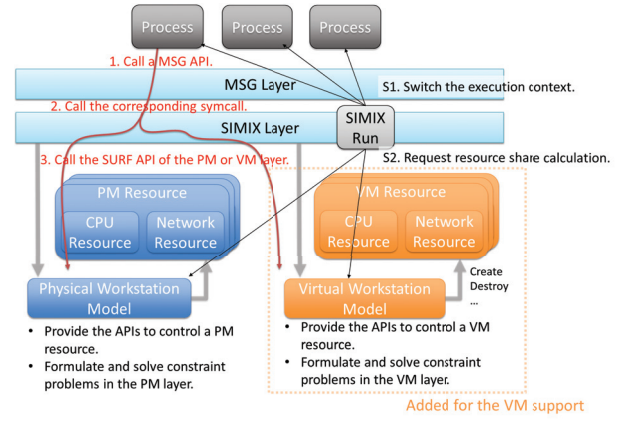 Process
Process
Process
1. Call a MSG API.
MSG Layer
S1. Switch the execution context.
2. Call the corresponding symcall.
SIMIX Layer
SIMIX
Run
3. Call the SURF API of the PM or VM layer.
S2. Request resource share calculation.
PM Resource
CPU
Resource
Network
Resource
VM Resource
CPU
Resource
Network
Resource
Physical Workstation
Model
Virtual Workstation
Model
Create
Destroy
...
• Provide the APIs to control a PM
resource.
• Formulate and solve constraint
problems in the PM layer.
• Provide the APIs to control a VM
resource.
• Formulate and solve constraint
problems in the VM layer.
Added for the VM support